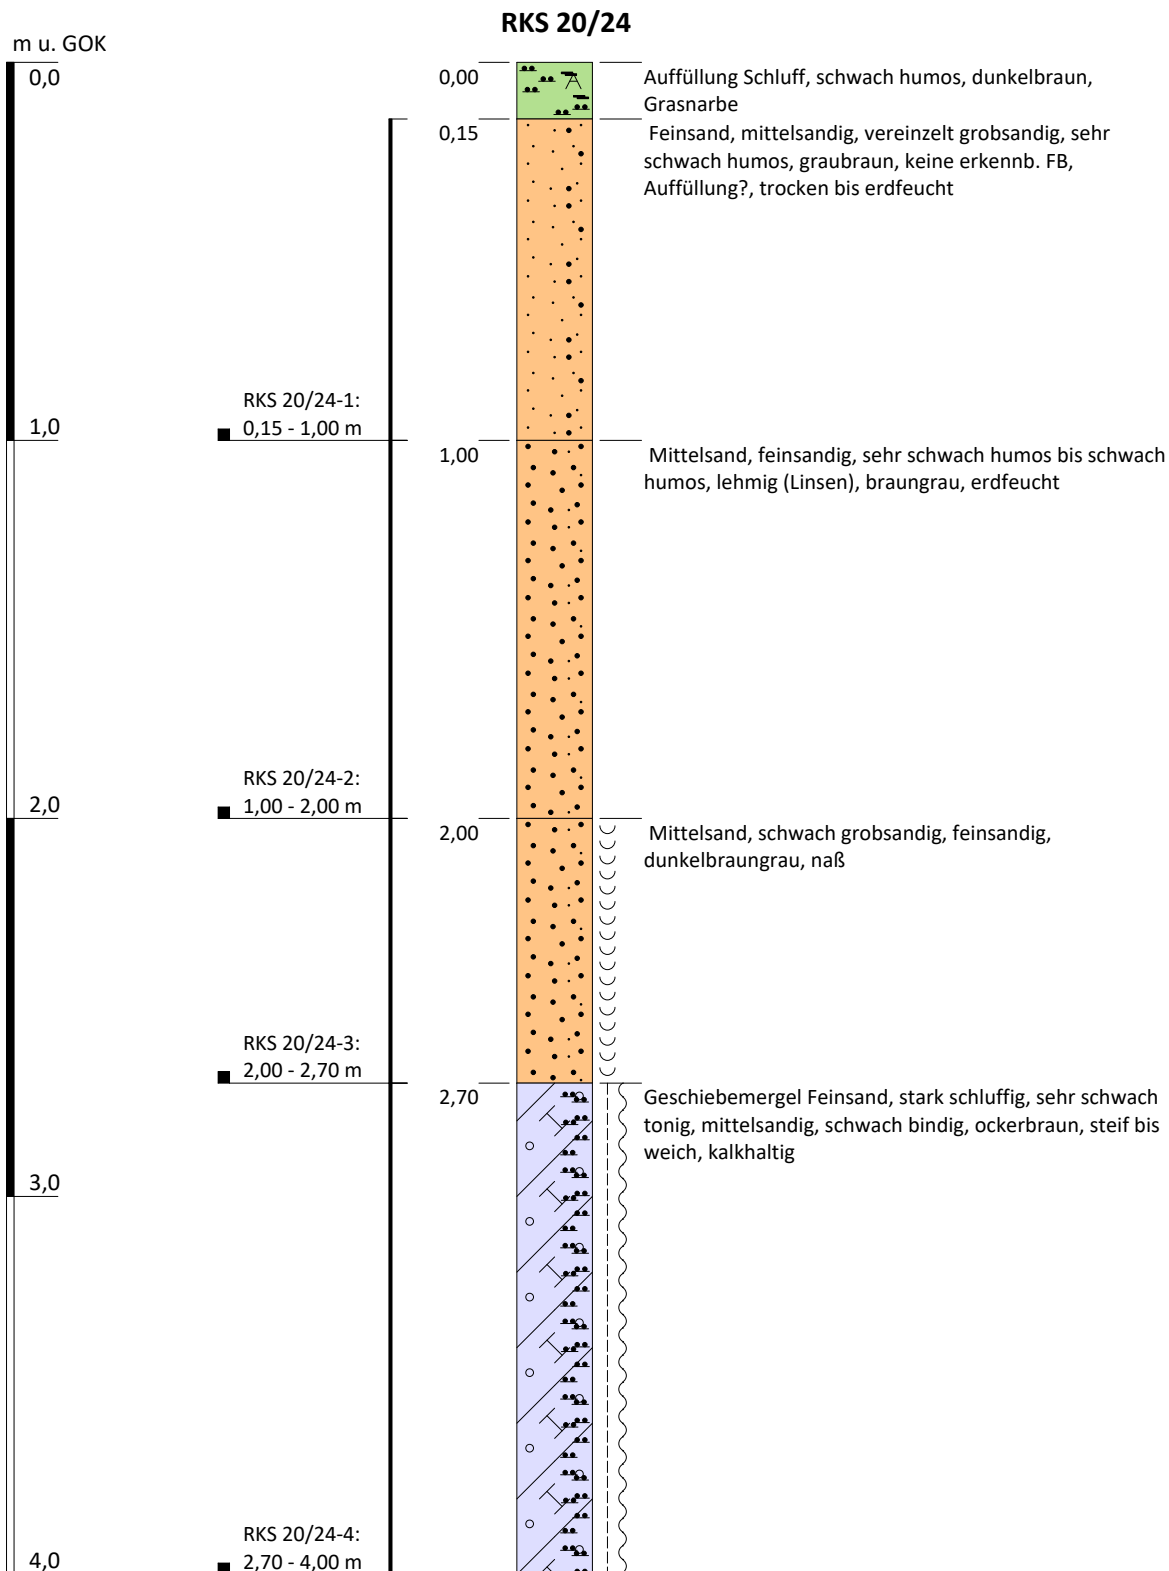 RKS 20/24
m u. GOK
0,0
0,00
Auffüllung Schluff, schwach humos, dunkelbraun,
Grasnarbe
0,15
Feinsand, mittelsandig, vereinzelt grobsandig, sehr
schwach humos, graubraun, keine erkennb. FB,
Auffüllung?, trocken bis erdfeucht
RKS 20/24-1:
0,15 - 1,00 m
1,0
1,00
Mittelsand, feinsandig, sehr schwach humos bis schwach
humos, lehmig (Linsen), braungrau, erdfeucht
RKS 20/24-2:
1,00 - 2,00 m
2,0
2,00
Mittelsand, schwach grobsandig, feinsandig,
dunkelbraungrau, naß
RKS 20/24-3:
2,00 - 2,70 m
2,70
Geschiebemergel Feinsand, stark schluffig, sehr schwach
tonig, mittelsandig, schwach bindig, ockerbraun, steif bis
weich, kalkhaltig
3,0
RKS 20/24-4:
2,70 - 4,00 m
4,0